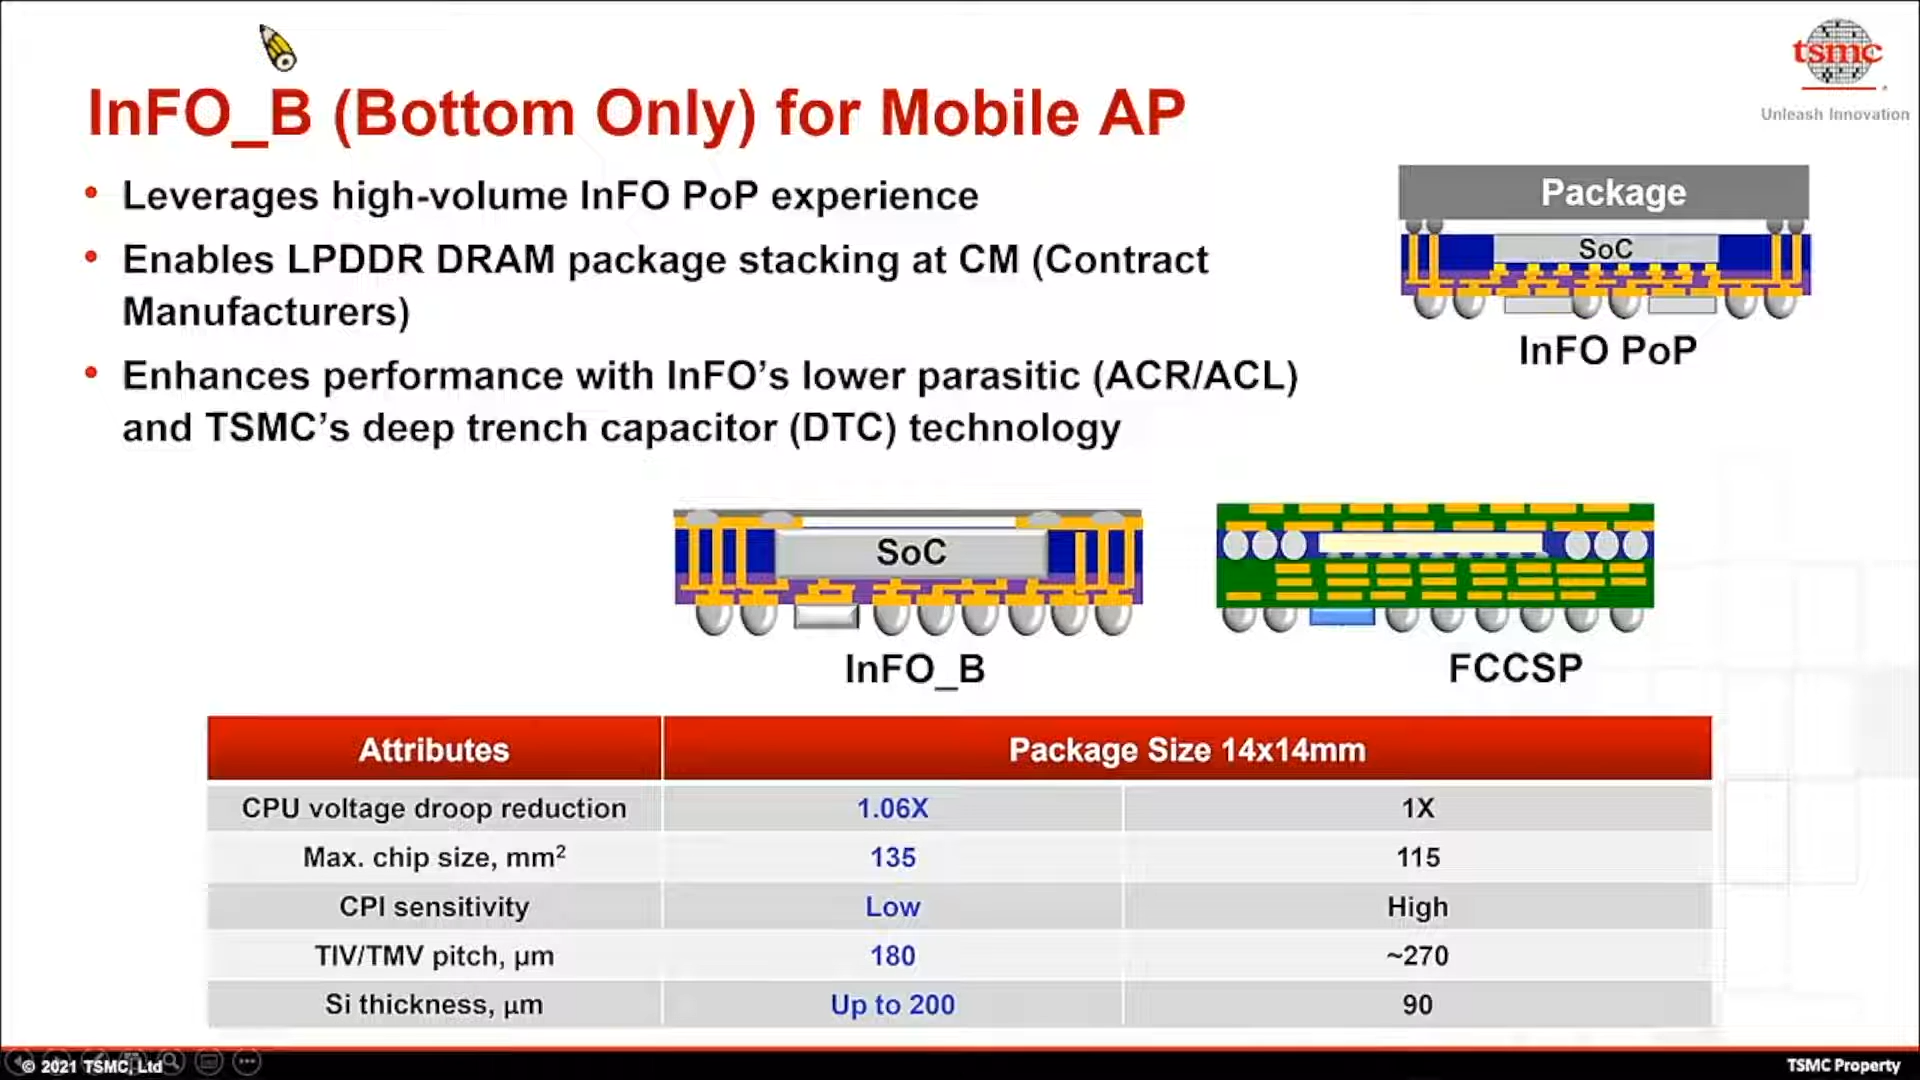 tsmc
Unleash Innovation
InFO_B (Bottom Only) for Mobile AP
• Leverages high-volume InFO PoP experience
• Enables LPDDR DRAM package stacking at CM (Contract
Manufacturers)
• Enhances performance with InFO’s lower parasitic (ACR/ACL)
and TSMC’s deep trench capacitor (DTC) technology
Package
SoC
InFO PoP
SoC
InFO_B
FCCSP
Attributes Package Size 14x14mm
CPU voltage droop reduction 1.06X 1X
Max. chip size, mm² 135 115
CPI sensitivity Low High
TIV/TMV pitch, µm 180 ~270
Si thickness, µm Up to 200 90
© 2021 TSMC, Ltd
TSMC Property